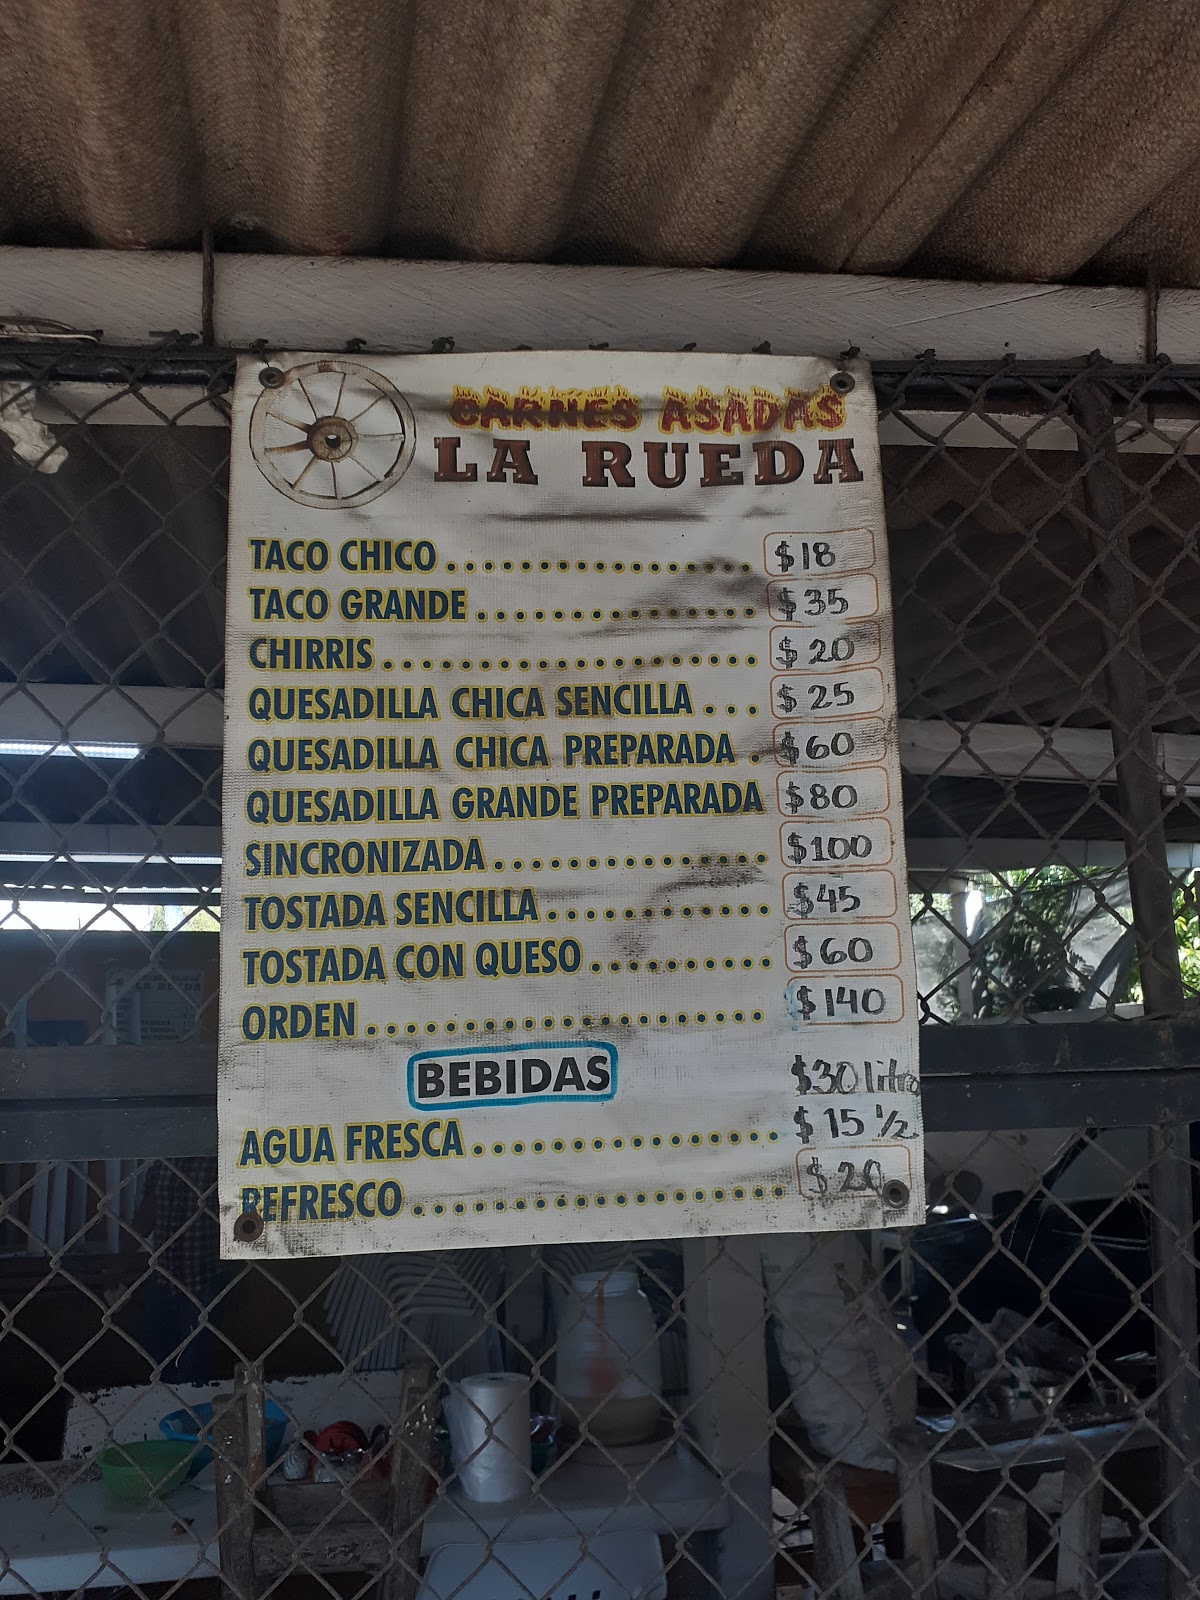 CARNES ASADAS
LA RUEDA
TACO CHICO ................ $18
TACO GRANDE ............... $35
CHIRRIS .................... $20
QUESADILLA CHICA SENCILLA ... $25
QUESADILLA CHICA PREPARADA . $60
QUESADILLA GRANDE PREPARADA $80
SINCRONIZADA .............. $100
TOSTADA SENCILLA ............ $45
TOSTADA CON QUESO .......... $60
ORDEN ..................... $140
BEBIDAS $30 litro
AGUA FRESCA ................ $15 1/2
REFRESCO ................... $20
LA RUEDA